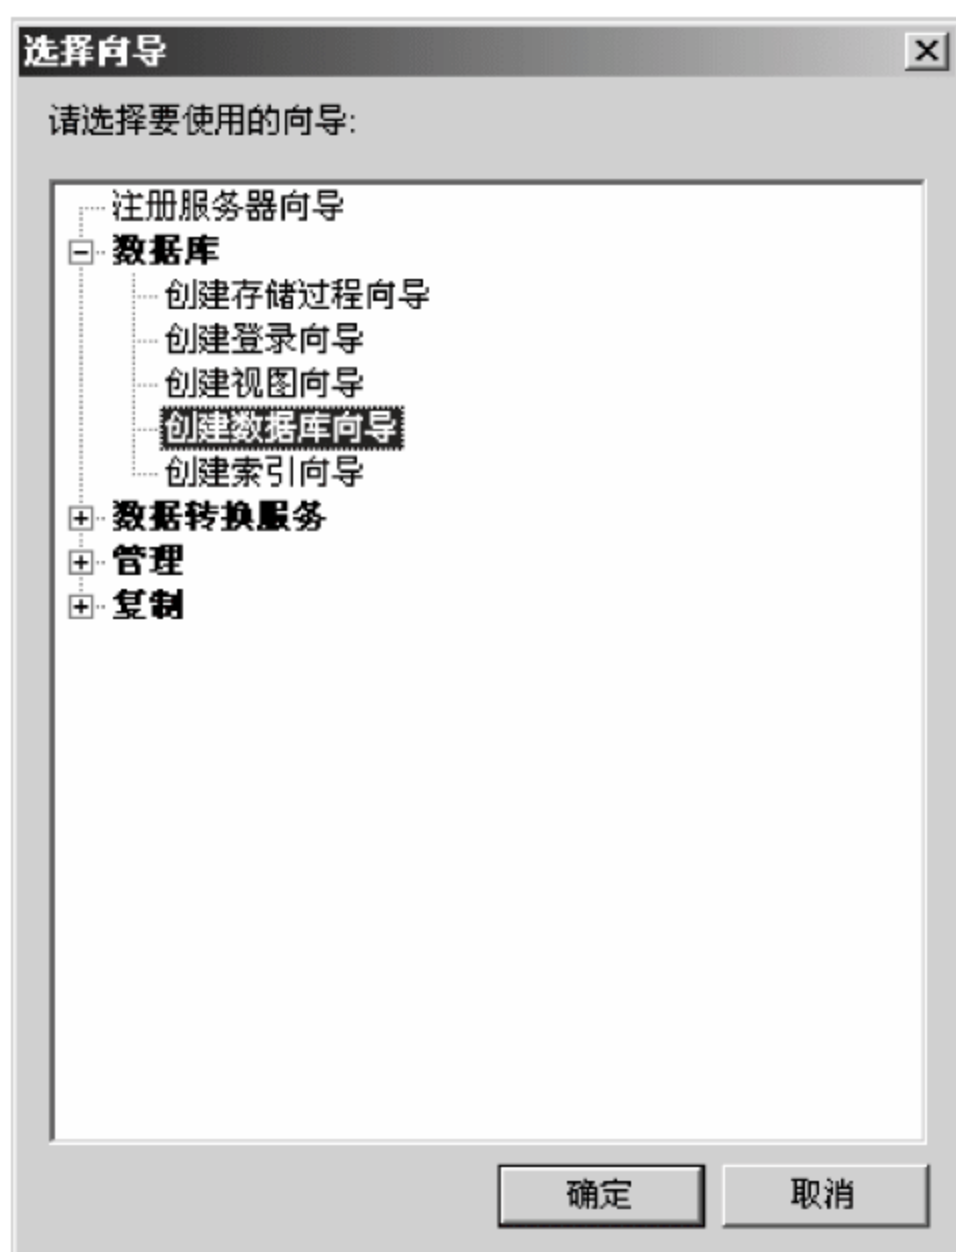 选择向导
请选择要使用的向导:
注册服务器向导
数据库
创建存储过程向导
创建登录向导
创建视图向导
创建数据库向导
创建索引向导
数据转换服务
管理
复制
确定 取消